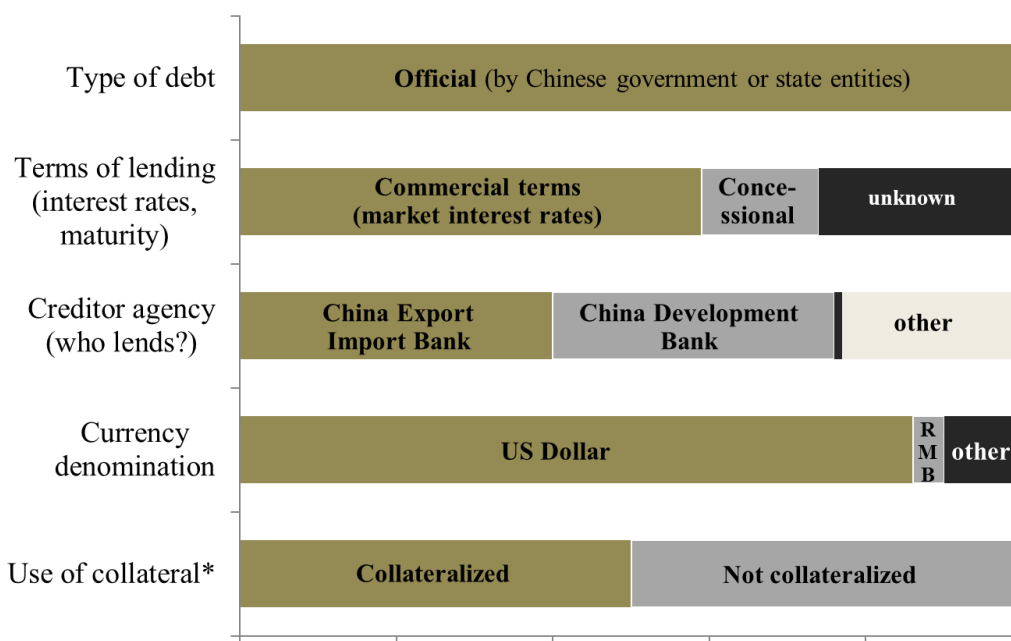 Type of debt
Official (by Chinese government or state entities)
Terms of lending
(interest rates,
maturity)
Commercial terms
(market interest rates)
Conce-
ssional
unknown
Creditor agency
(who lends?)
China Export
Import Bank
China Development
Bank
other
Currency
denomination
US Dollar
R
M
B
other
Use of collateral*
Collateralized
Not collateralized